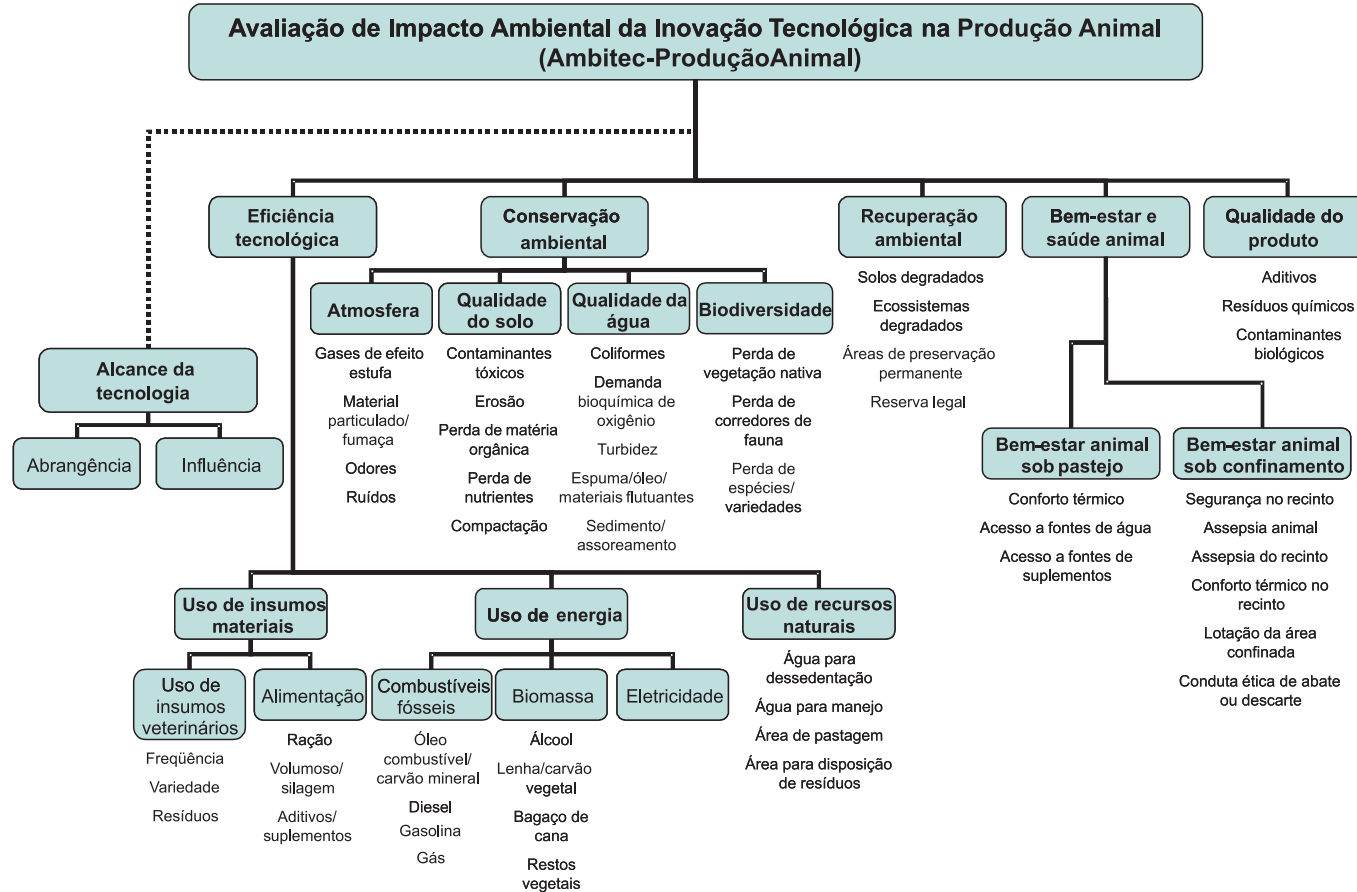 Avaliação de Impacto Ambiental da Inovação Tecnológica na Produção Animal
(Ambitec-ProduçãoAnimal)
Eficiência
tecnológica
Conservação
ambiental
Recuperação
ambiental
Bem-estar e
saúde animal
Qualidade do
produto
Solos degradados
Ecossistemas
degradados
Áreas de preservação
permanente
Reserva legal
Aditivos
Resíduos químicos
Contaminantes
biológicos
Atmosfera
Gases de efeito
estufa
Material
particulado/
fumaça
Odores
Ruídos
Qualidade
do solo
Contaminantes
tóxicos
Erosão
Perda de matéria
orgânica
Perda de
nutrientes
Compactação
Qualidade da
água
Coliformes
Demanda
bioquímica de
oxigênio
Turbidez
Espuma/óleo/
materiais flutuantes
Sedimento/
assoreamento
Biodiversidade
Perda de
vegetação nativa
Perda de
corredores de
fauna
Perda de
espécies/
variedades
Alcance da
tecnologia
Abrangência
Influência
Bem-estar animal
sob pastejo
Conforto térmico
Acesso a fontes de água
Acesso a fontes de
suplementos
Bem-estar animal
sob confinamento
Segurança no recinto
Assepsia animal
Assepsia do recinto
Conforto térmico no
recinto
Lotação da área
confinada
Conduta ética de abate
ou descarte
Uso de insumos
materiais
Uso de energia
Uso de recursos
naturais
Uso de
insumos
veterinários
Freqüência
Variedade
Resíduos
Alimentação
Ração
Volumoso/
silagem
Aditivos/
suplementos
Combustíveis
fósseis
Óleo
combustível/
carvão mineral
Diesel
Gasolina
Gás
Biomassa
Álcool
Lenha/carvão
vegetal
Bagaço de
cana
Restos
vegetais
Eletricidade
Água para
dessedentação
Água para manejo
Área de pastagem
Área para disposição
de resíduos